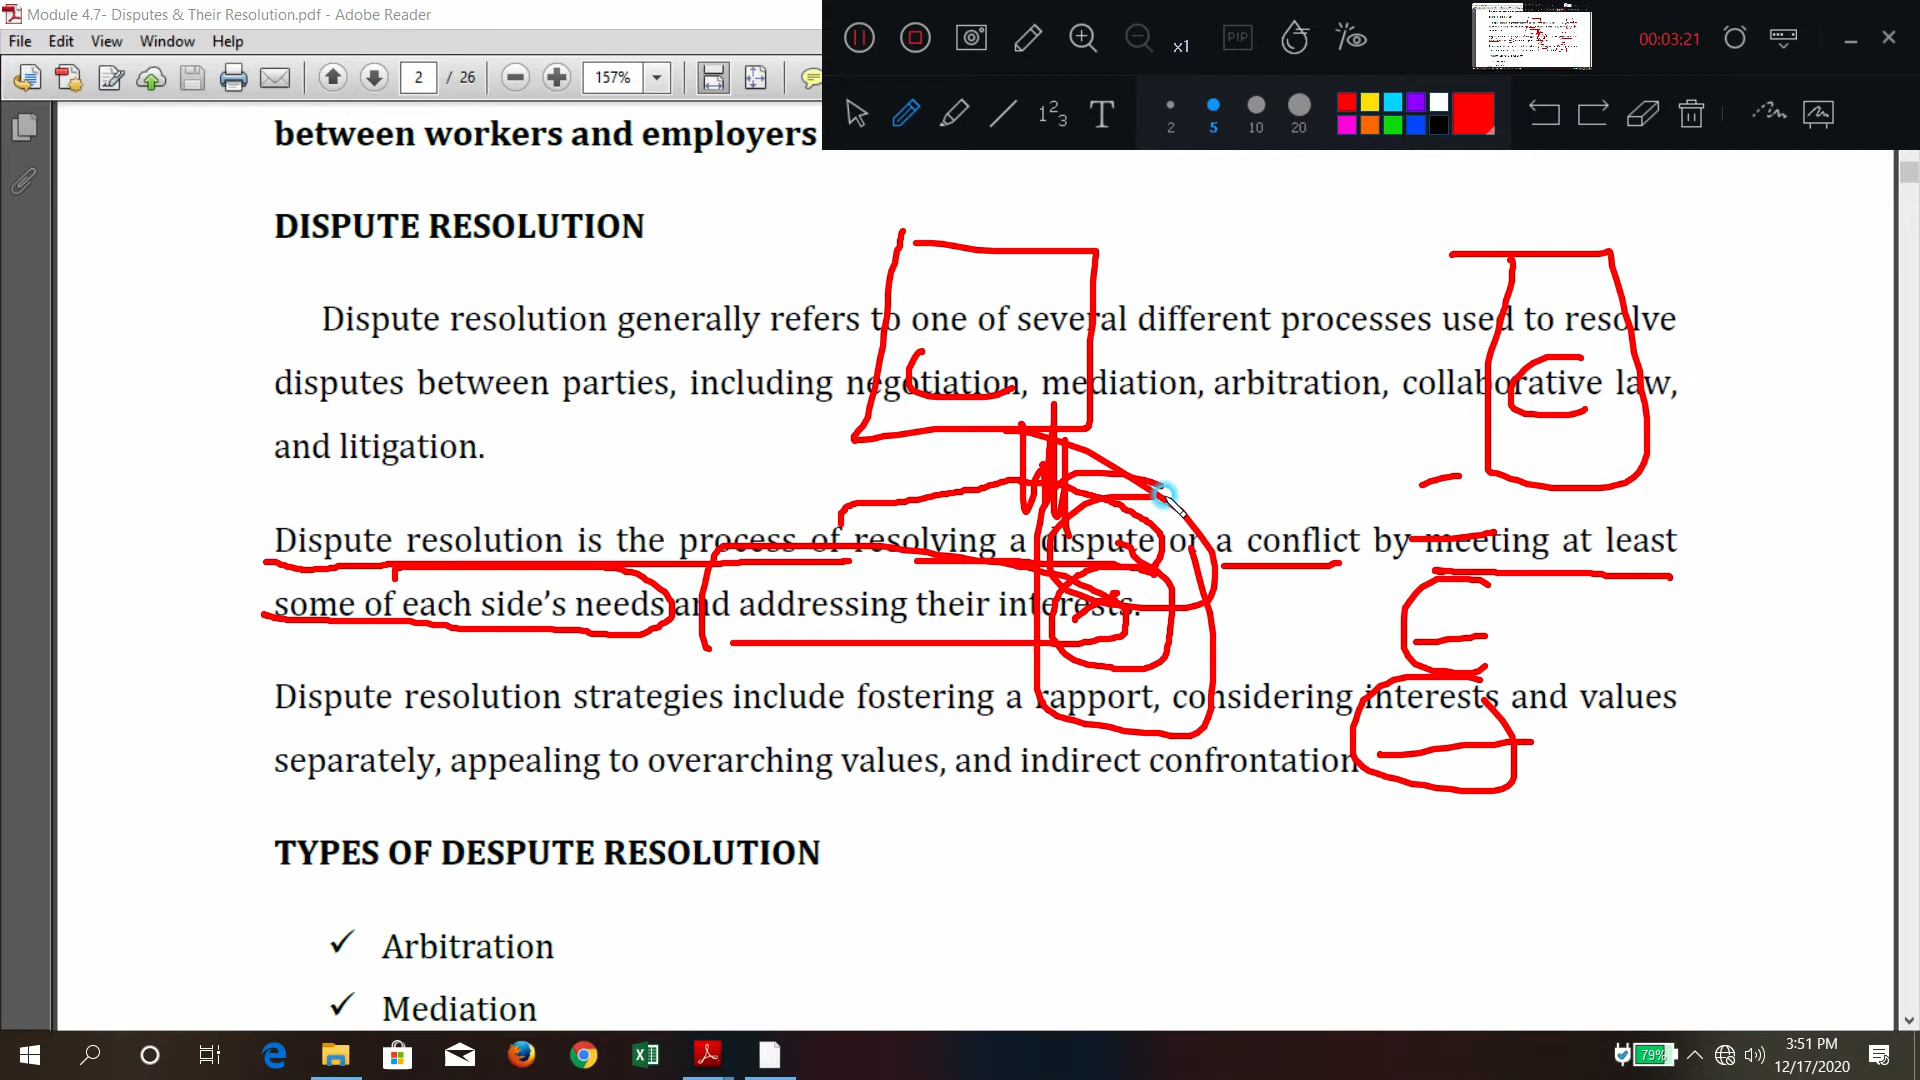 Module 4.7- Disputes & Their Resolution.pdf - Adobe Reader
File Edit View Window Help
2 / 26 157%
x1 PIP 00:03:21
2 5 10 20
between workers and employers
DISPUTE RESOLUTION
Dispute resolution generally refers to one of several different processes used to resolve
disputes between parties, including negotiation, mediation, arbitration, collaborative law,
and litigation.
Dispute resolution is the process of resolving a dispute or a conflict by meeting at least
some of each side's needs and addressing their interests.
Dispute resolution strategies include fostering a rapport, considering interests and values
separately, appealing to overarching values, and indirect confrontation
TYPES OF DESPUTE RESOLUTION
✓ Arbitration
✓ Mediation
79% 3:51 PM
12/17/2020